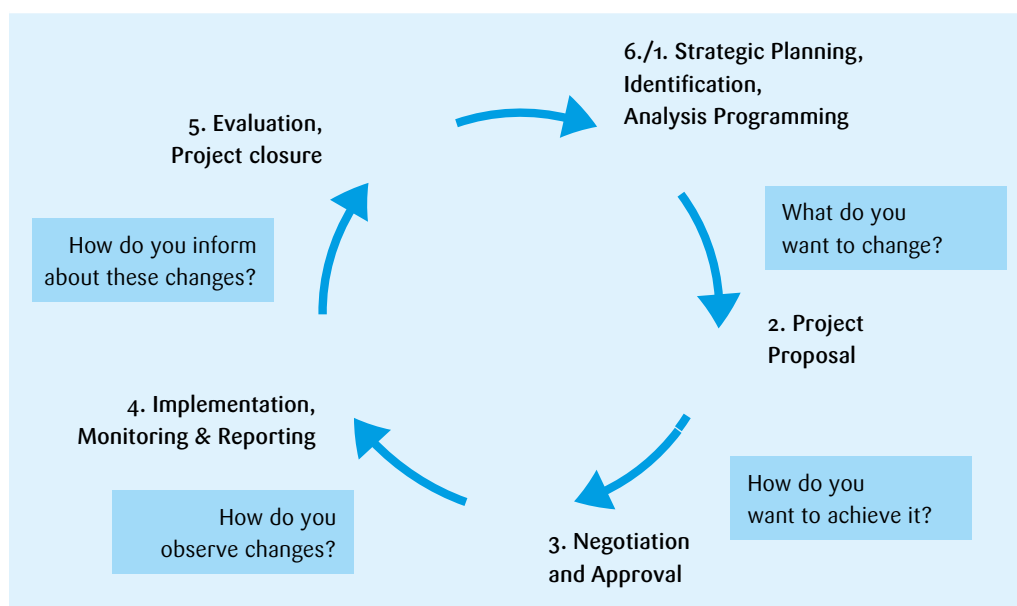 6./1. Strategic Planning,
Identification,
Analysis Programming
What do you
want to change?
2. Project
Proposal
How do you
want to achieve it?
3. Negotiation
and Approval
How do you
observe changes?
4. Implementation,
Monitoring & Reporting
How do you inform
about these changes?
5. Evaluation,
Project closure